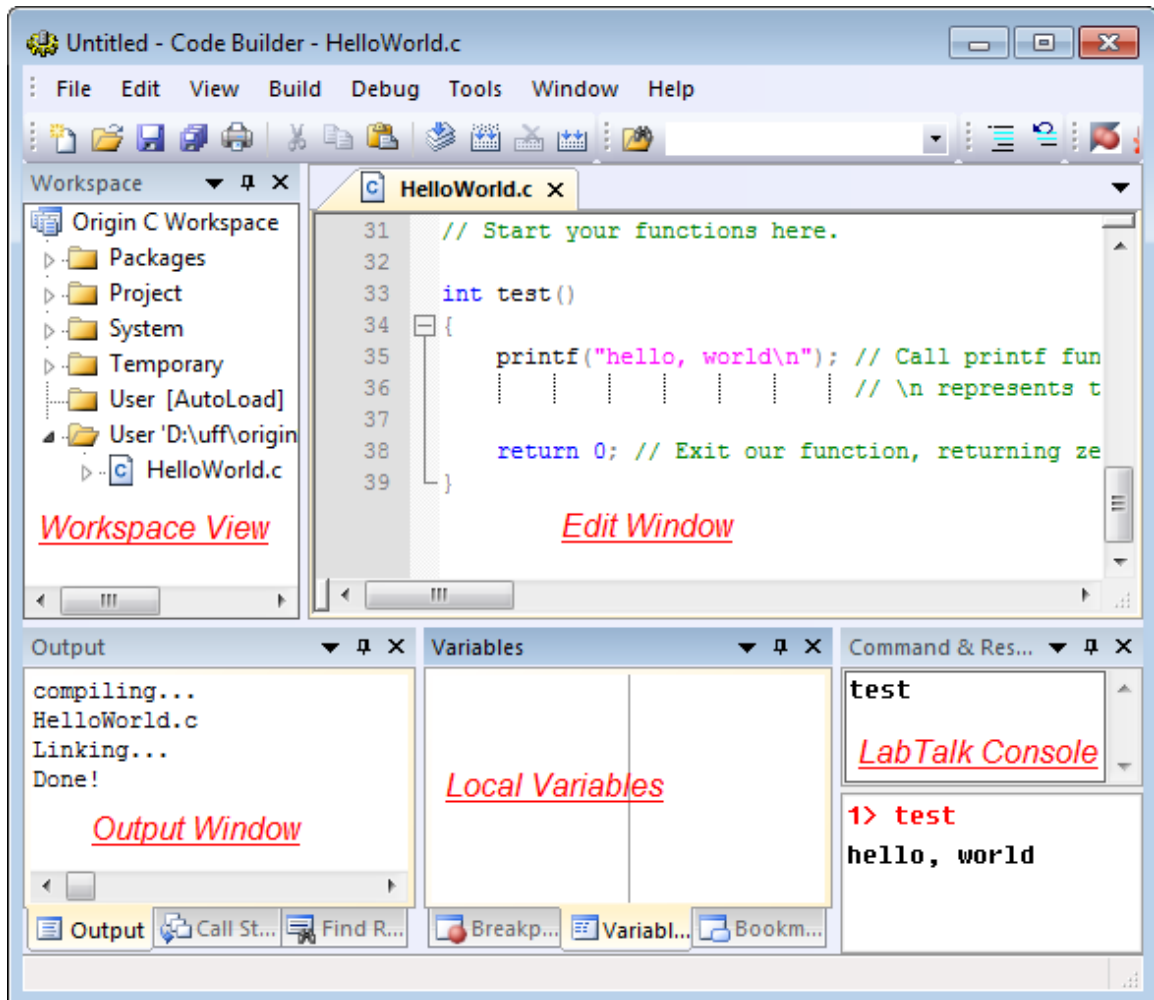 Untitled - Code Builder - HelloWorld.c
File Edit View Build Debug Tools Window Help
Workspace
Origin C Workspace
Packages
Project
System
Temporary
User [AutoLoad]
User 'D:\uff\origin
HelloWorld.c
Workspace View
HelloWorld.c
31 // Start your functions here.
32
33 int test()
34 {
35 printf("hello, world\n"); // Call printf fun
36 // \n represents t
37
38 return 0; // Exit our function, returning ze
39 }
Edit Window
Output
compiling...
HelloWorld.c
Linking...
Done!
Output Window
Output Call St... Find R...
Variables
Local Variables
Breakp... Variabl... Bookm...
Command & Res...
test
LabTalk Console
1> test
hello, world